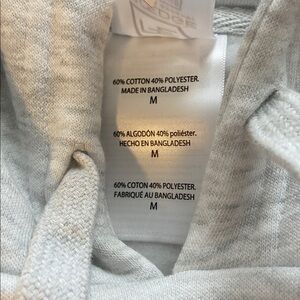 EDGE
60% COTTON 40% POLYESTER.
MADE IN BANGLADESH
M
60% ALGODÓN 40% poliéster.
HECHO EN BANGLADESH
M
60% COTON 40% POLYESTER.
FABRIQUÉ AU BANGLADESH
M